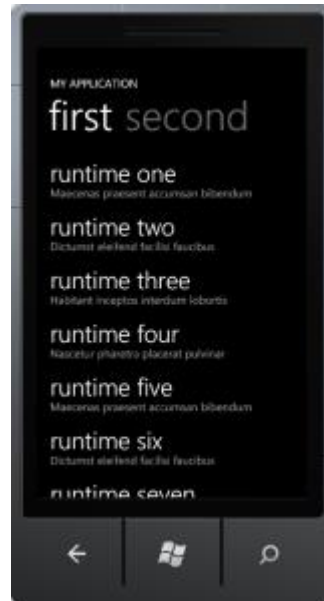 MY APPLICATION
first second
runtime one
Maecenas praesent accumsan bibendum
runtime two
Dictumst eleifend facilisi faucibus
runtime three
Habitant inceptos interdum lobortis
runtime four
Nascetur pharetra placerat pulvinar
runtime five
Maecenas praesent accumsan bibendum
runtime six
Dictumst eleifend facilisi faucibus
runtime seven